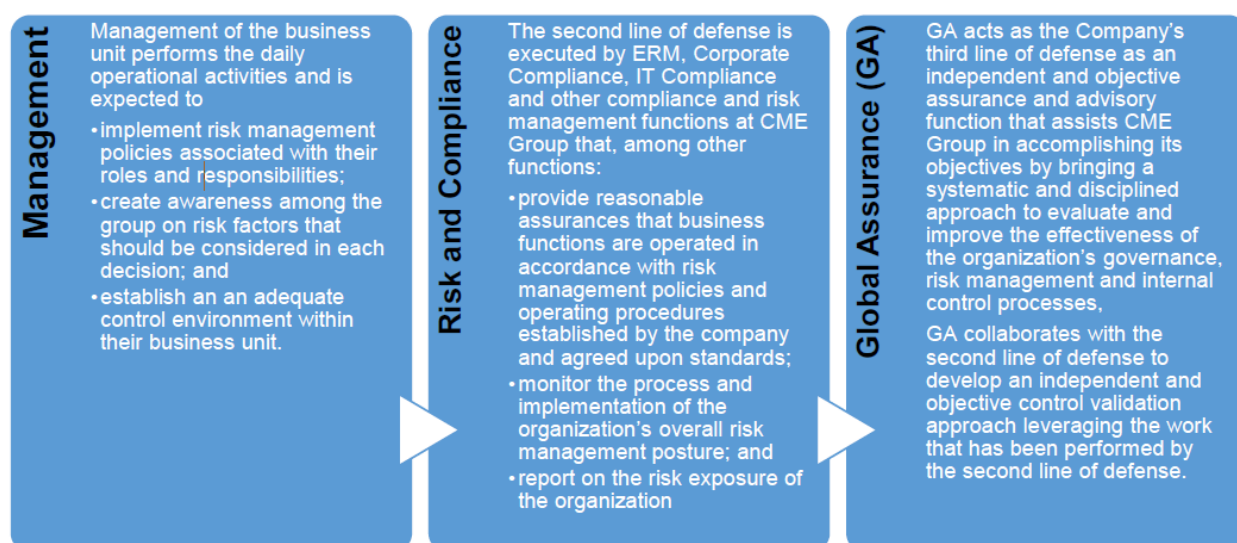 Management
Management of the business
unit performs the daily
operational activities and is
expected to
•implement risk management
policies associated with their
roles and responsibilities;
•create awareness among the
group on risk factors that
should be considered in each
decision; and
•establish an an adequate
control environment within
their business unit.
Risk and Compliance
The second line of defense is
executed by ERM, Corporate
Compliance, IT Compliance
and other compliance and risk
management functions at CME
Group that, among other
functions:
•provide reasonable
assurances that business
functions are operated in
accordance with risk
management policies and
operating procedures
established by the company
and agreed upon standards;
•monitor the process and
implementation of the
organization's overall risk
management posture; and
•report on the risk exposure of
the organization
Global Assurance (GA)
GA acts as the Company's
third line of defense as an
independent and objective
assurance and advisory
function that assists CME
Group in accomplishing its
objectives by bringing a
systematic and disciplined
approach to evaluate and
improve the effectiveness of
the organization's governance,
risk management and internal
control processes,
GA collaborates with the
second line of defense to
develop an independent and
objective control validation
approach leveraging the work
that has been performed by
the second line of defense.